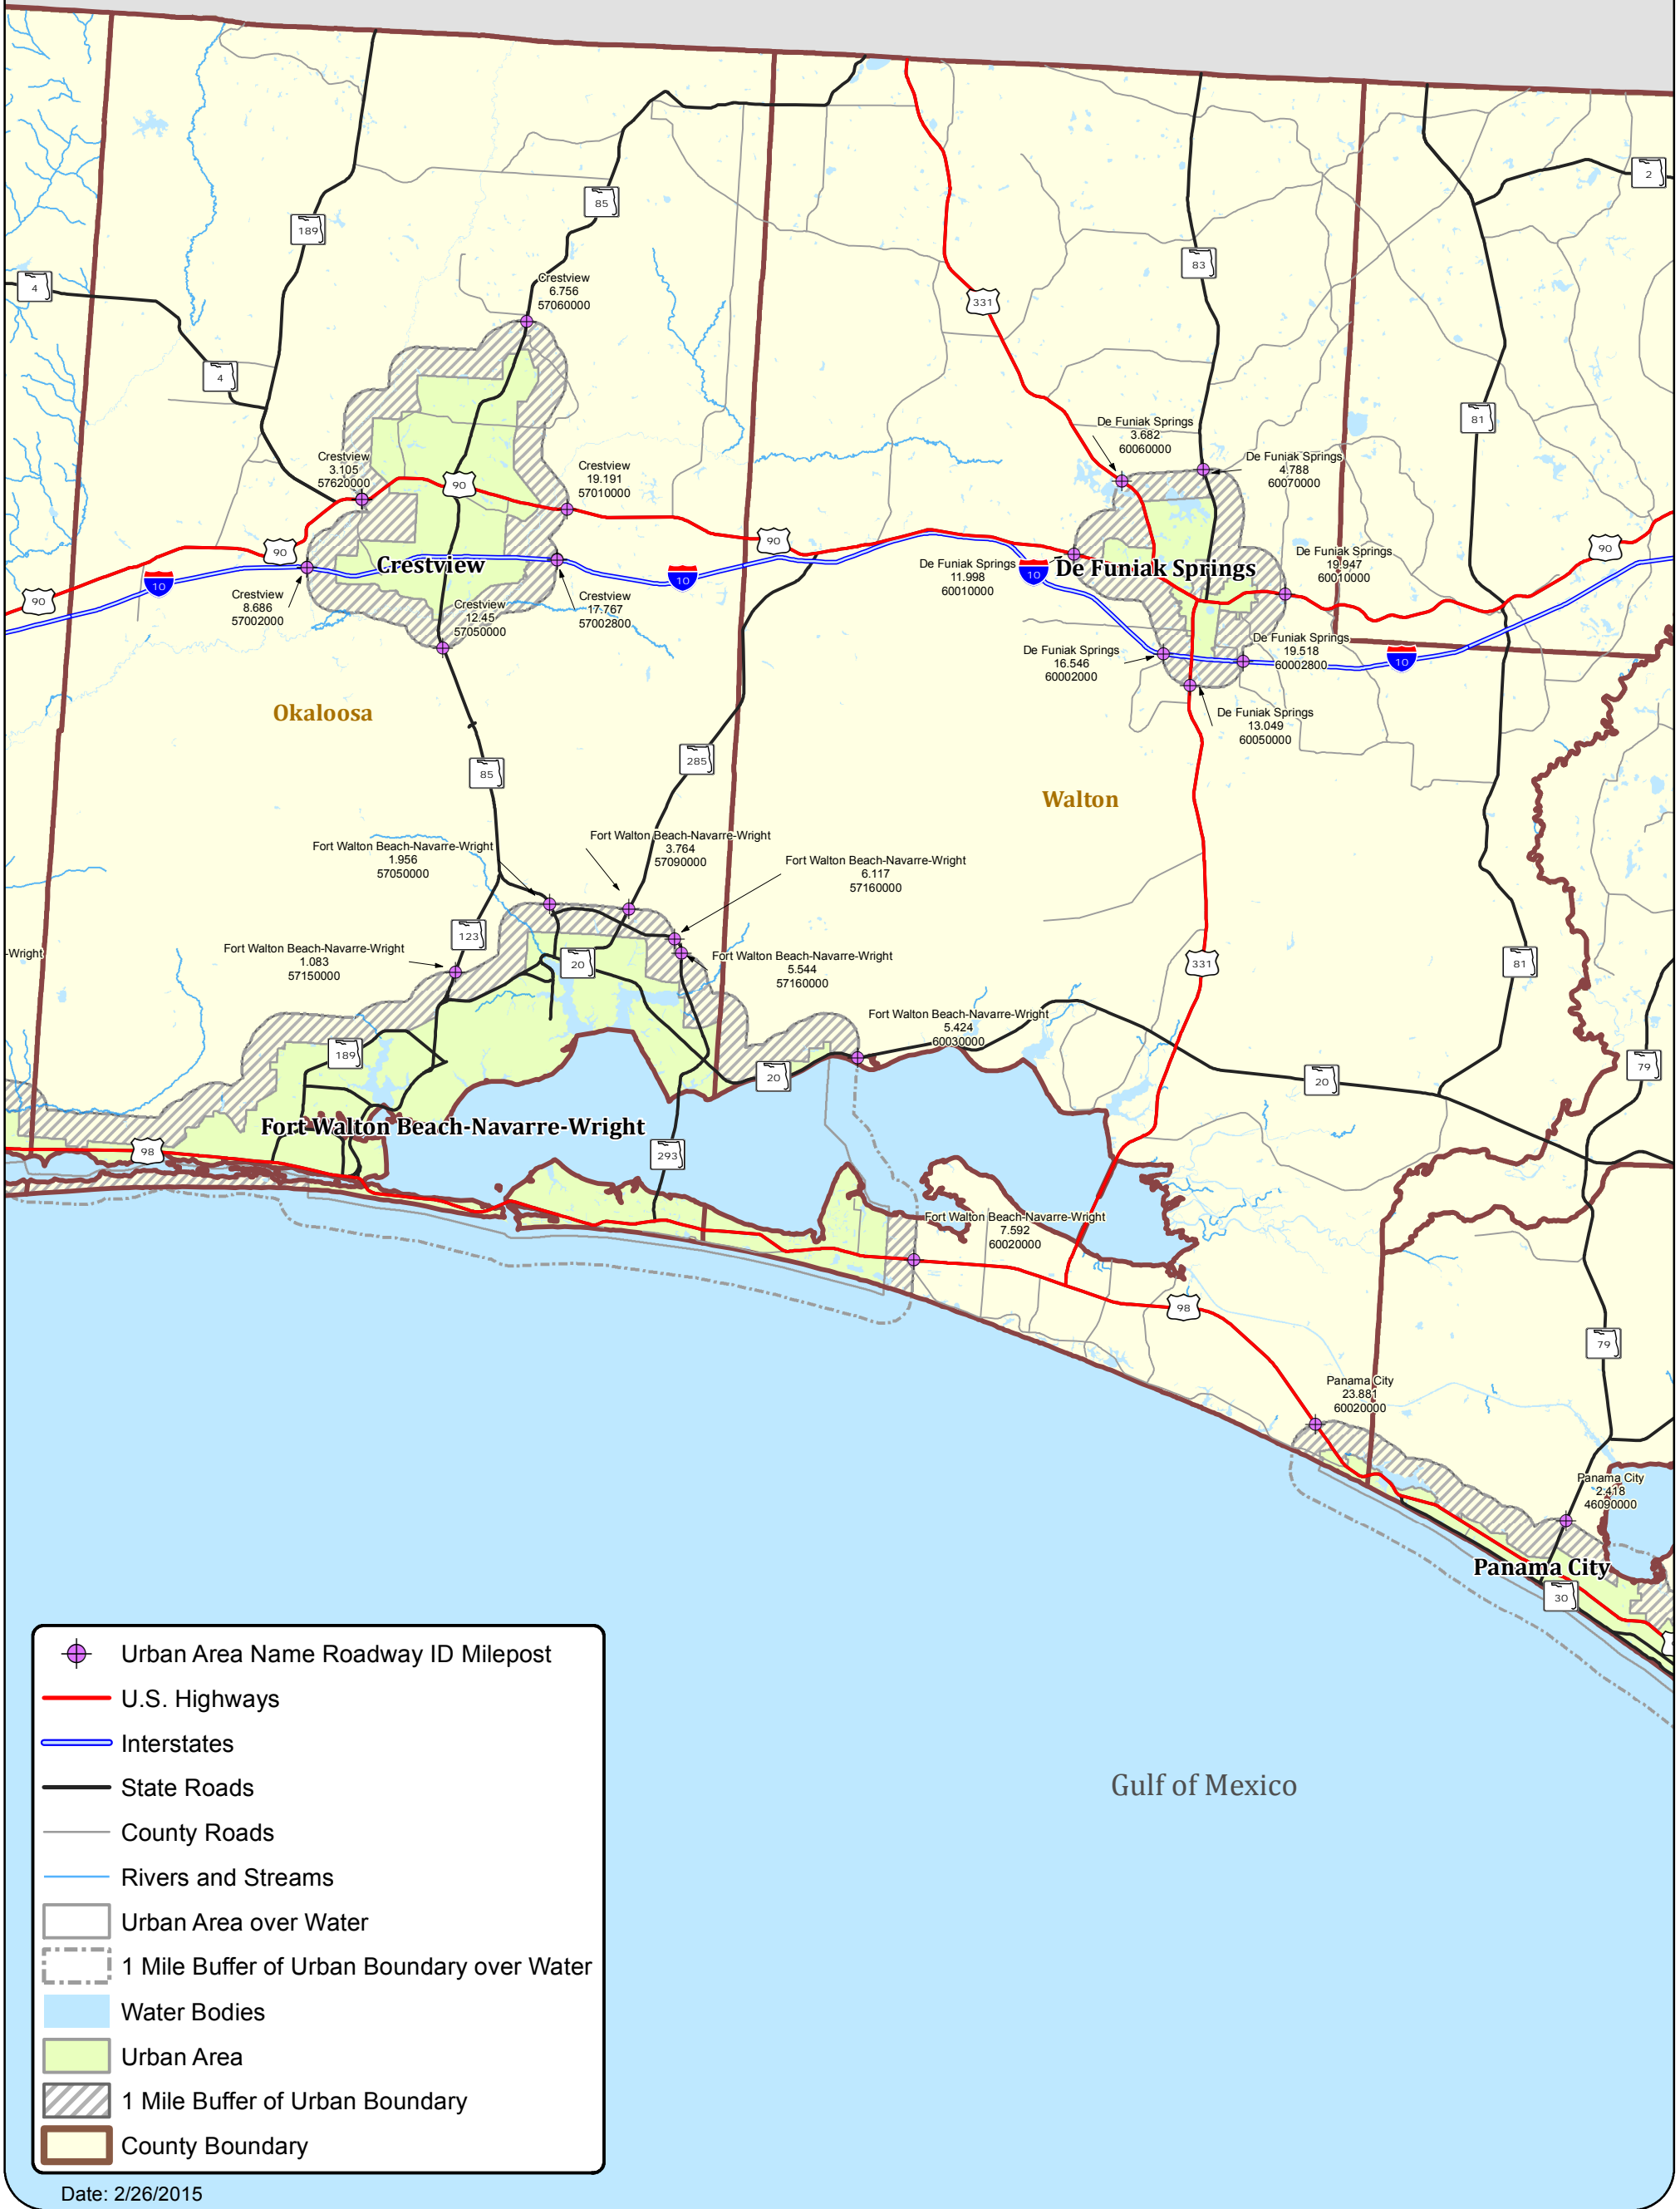 2
85
189
83
4
Crestview
6.756
57060000
331
4
81
De Funiak Springs
3.682
60060000
Crestview
3.105
57620000
De Funiak Springs
4.788
60070000
Crestview
19.191
57010000
90
90
90
90
De Funiak Springs
19.947
60010000
Crestview
De Funiak Springs
11.998
60010000
De Funiak Springs
10
10
10
90
Crestview
8.686
57002000
Crestview
17.767
57002800
Crestview
12.45
57050000
De Funiak Springs
16.546
60002000
De Funiak Springs
19.518
60002800
10
Okaloosa
De Funiak Springs
13.049
60050000
285
85
Walton
Fort Walton Beach-Navarre-Wright
1.956
57050000
Fort Walton Beach-Navarre-Wright
3.764
57090000
Fort Walton Beach-Navarre-Wright
6.117
57160000
123
-Wright
Fort Walton Beach-Navarre-Wright
1.083
57150000
20
Fort Walton Beach-Navarre-Wright
5.544
57160000
331
81
Fort Walton Beach-Navarre-Wright
5.424
60030000
189
79
20
20
Fort Walton Beach-Navarre-Wright
98
293
Fort Walton Beach-Navarre-Wright
7.592
60020000
98
79
Panama City
23.881
60020000
Panama City
2.418
46090000
Panama City
30
Urban Area Name Roadway ID Milepost
U.S. Highways
Interstates
State Roads
County Roads
Rivers and Streams
Urban Area over Water
1 Mile Buffer of Urban Boundary over Water
Water Bodies
Urban Area
1 Mile Buffer of Urban Boundary
County Boundary
Gulf of Mexico
Date: 2/26/2015